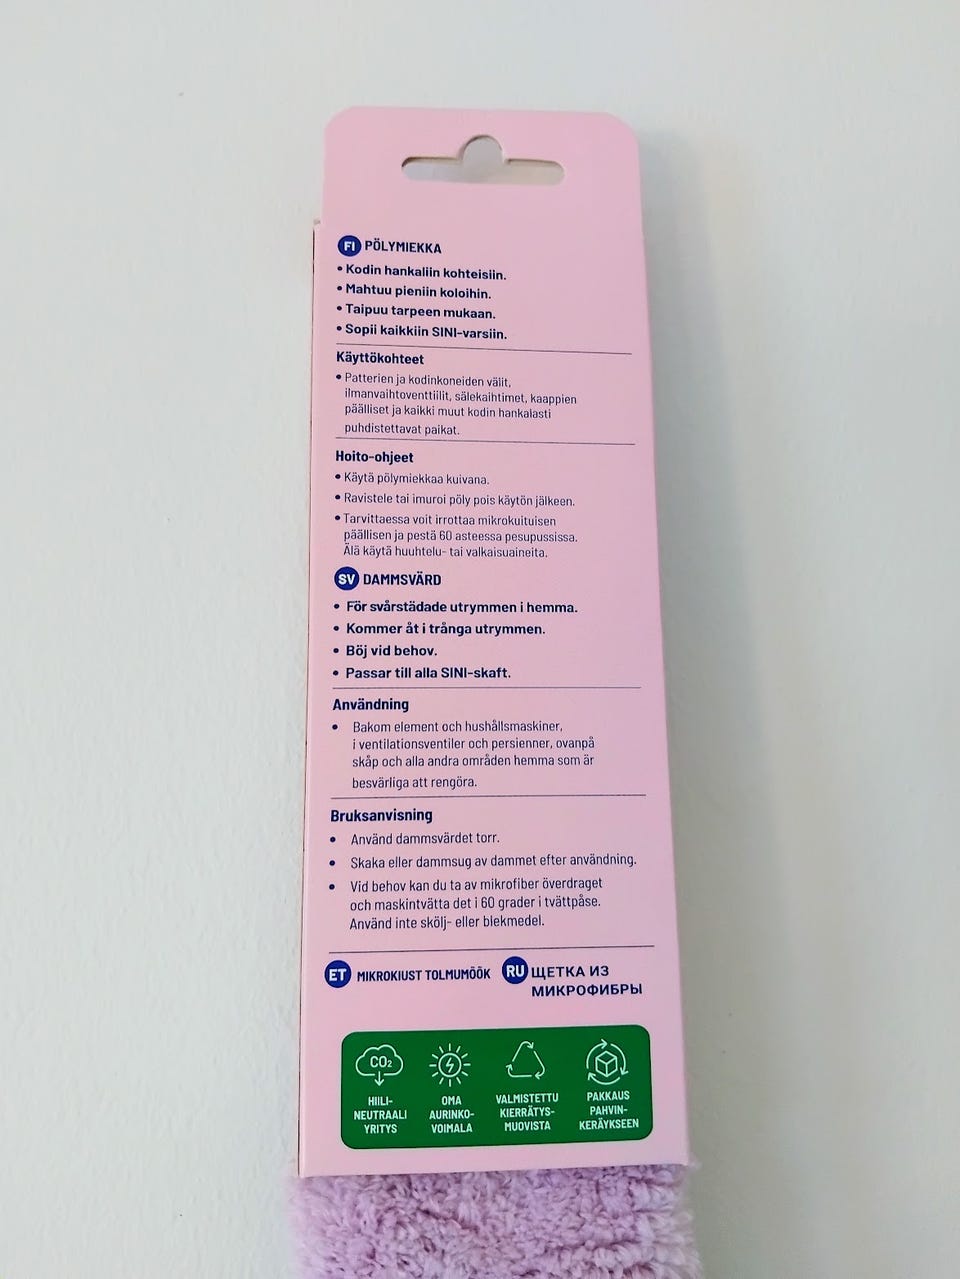 FI PÖLYMIEKKA
• Kodin hankaliin kohteisiin.
• Mahtuu pieniin koloihin.
• Taipuu tarpeen mukaan.
• Sopii kaikkiin SINI-varsiin.
Käyttökohteet
• Patterien ja kodinkoneiden välit,
ilmanvaihtoventtiilit, sälekaihtimet, kaappien
päälliset ja kaikki muut kodin hankalasti
puhdistettavat paikat.
Hoito-ohjeet
• Käytä pölymiekkaa kuivana.
• Ravistele tai imuroi pöly pois käytön jälkeen.
• Tarvittaessa voit irrottaa mikrokuituisen
päällisen ja pestä 60 asteessa pesupussissa.
Älä käytä huuhtelu- tai valkaisuaineita.
SV DAMMSVÄRD
• För svårstädade utrymmen i hemma.
• Kommer åt i trånga utrymmen.
• Böj vid behov.
• Passar till alla SINI-skaft.
Användning
• Bakom element och hushållsmaskiner,
i ventilationsventiler och persienner, ovanpå
skåp och alla andra områden hemma som är
besvärliga att rengöra.
Bruksanvisning
• Använd dammsvärdet torr.
• Skaka eller dammsug av dammet efter användning.
• Vid behov kan du ta av mikrofiber överdraget
och maskintvätta det i 60 grader i tvättpåse.
Använd inte skölj- eller blekmedel.
ET MIKROKIUST TOLMUMÕÕK
RU ЩЕТКА ИЗ
МИКРОФИБРЫ
CO₂
HIILI-
NEUTRAALI
YRITYS
OMA
AURINKO-
VOIMALA
VALMISTETTU
KIERRÄTYS-
MUOVISTA
PAKKAUS
PAHVIN-
KERÄYKSEEN